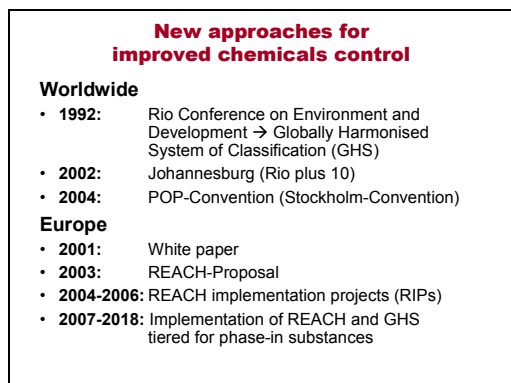 New approaches for
improved chemicals control
Worldwide
• 1992: Rio Conference on Environment and
Development → Globally Harmonised
System of Classification (GHS)
• 2002: Johannesburg (Rio plus 10)
• 2004: POP-Convention (Stockholm-Convention)
Europe
• 2001: White paper
• 2003: REACH-Proposal
• 2004-2006: REACH implementation projects (RIPs)
• 2007-2018: Implementation of REACH and GHS
tiered for phase-in substances